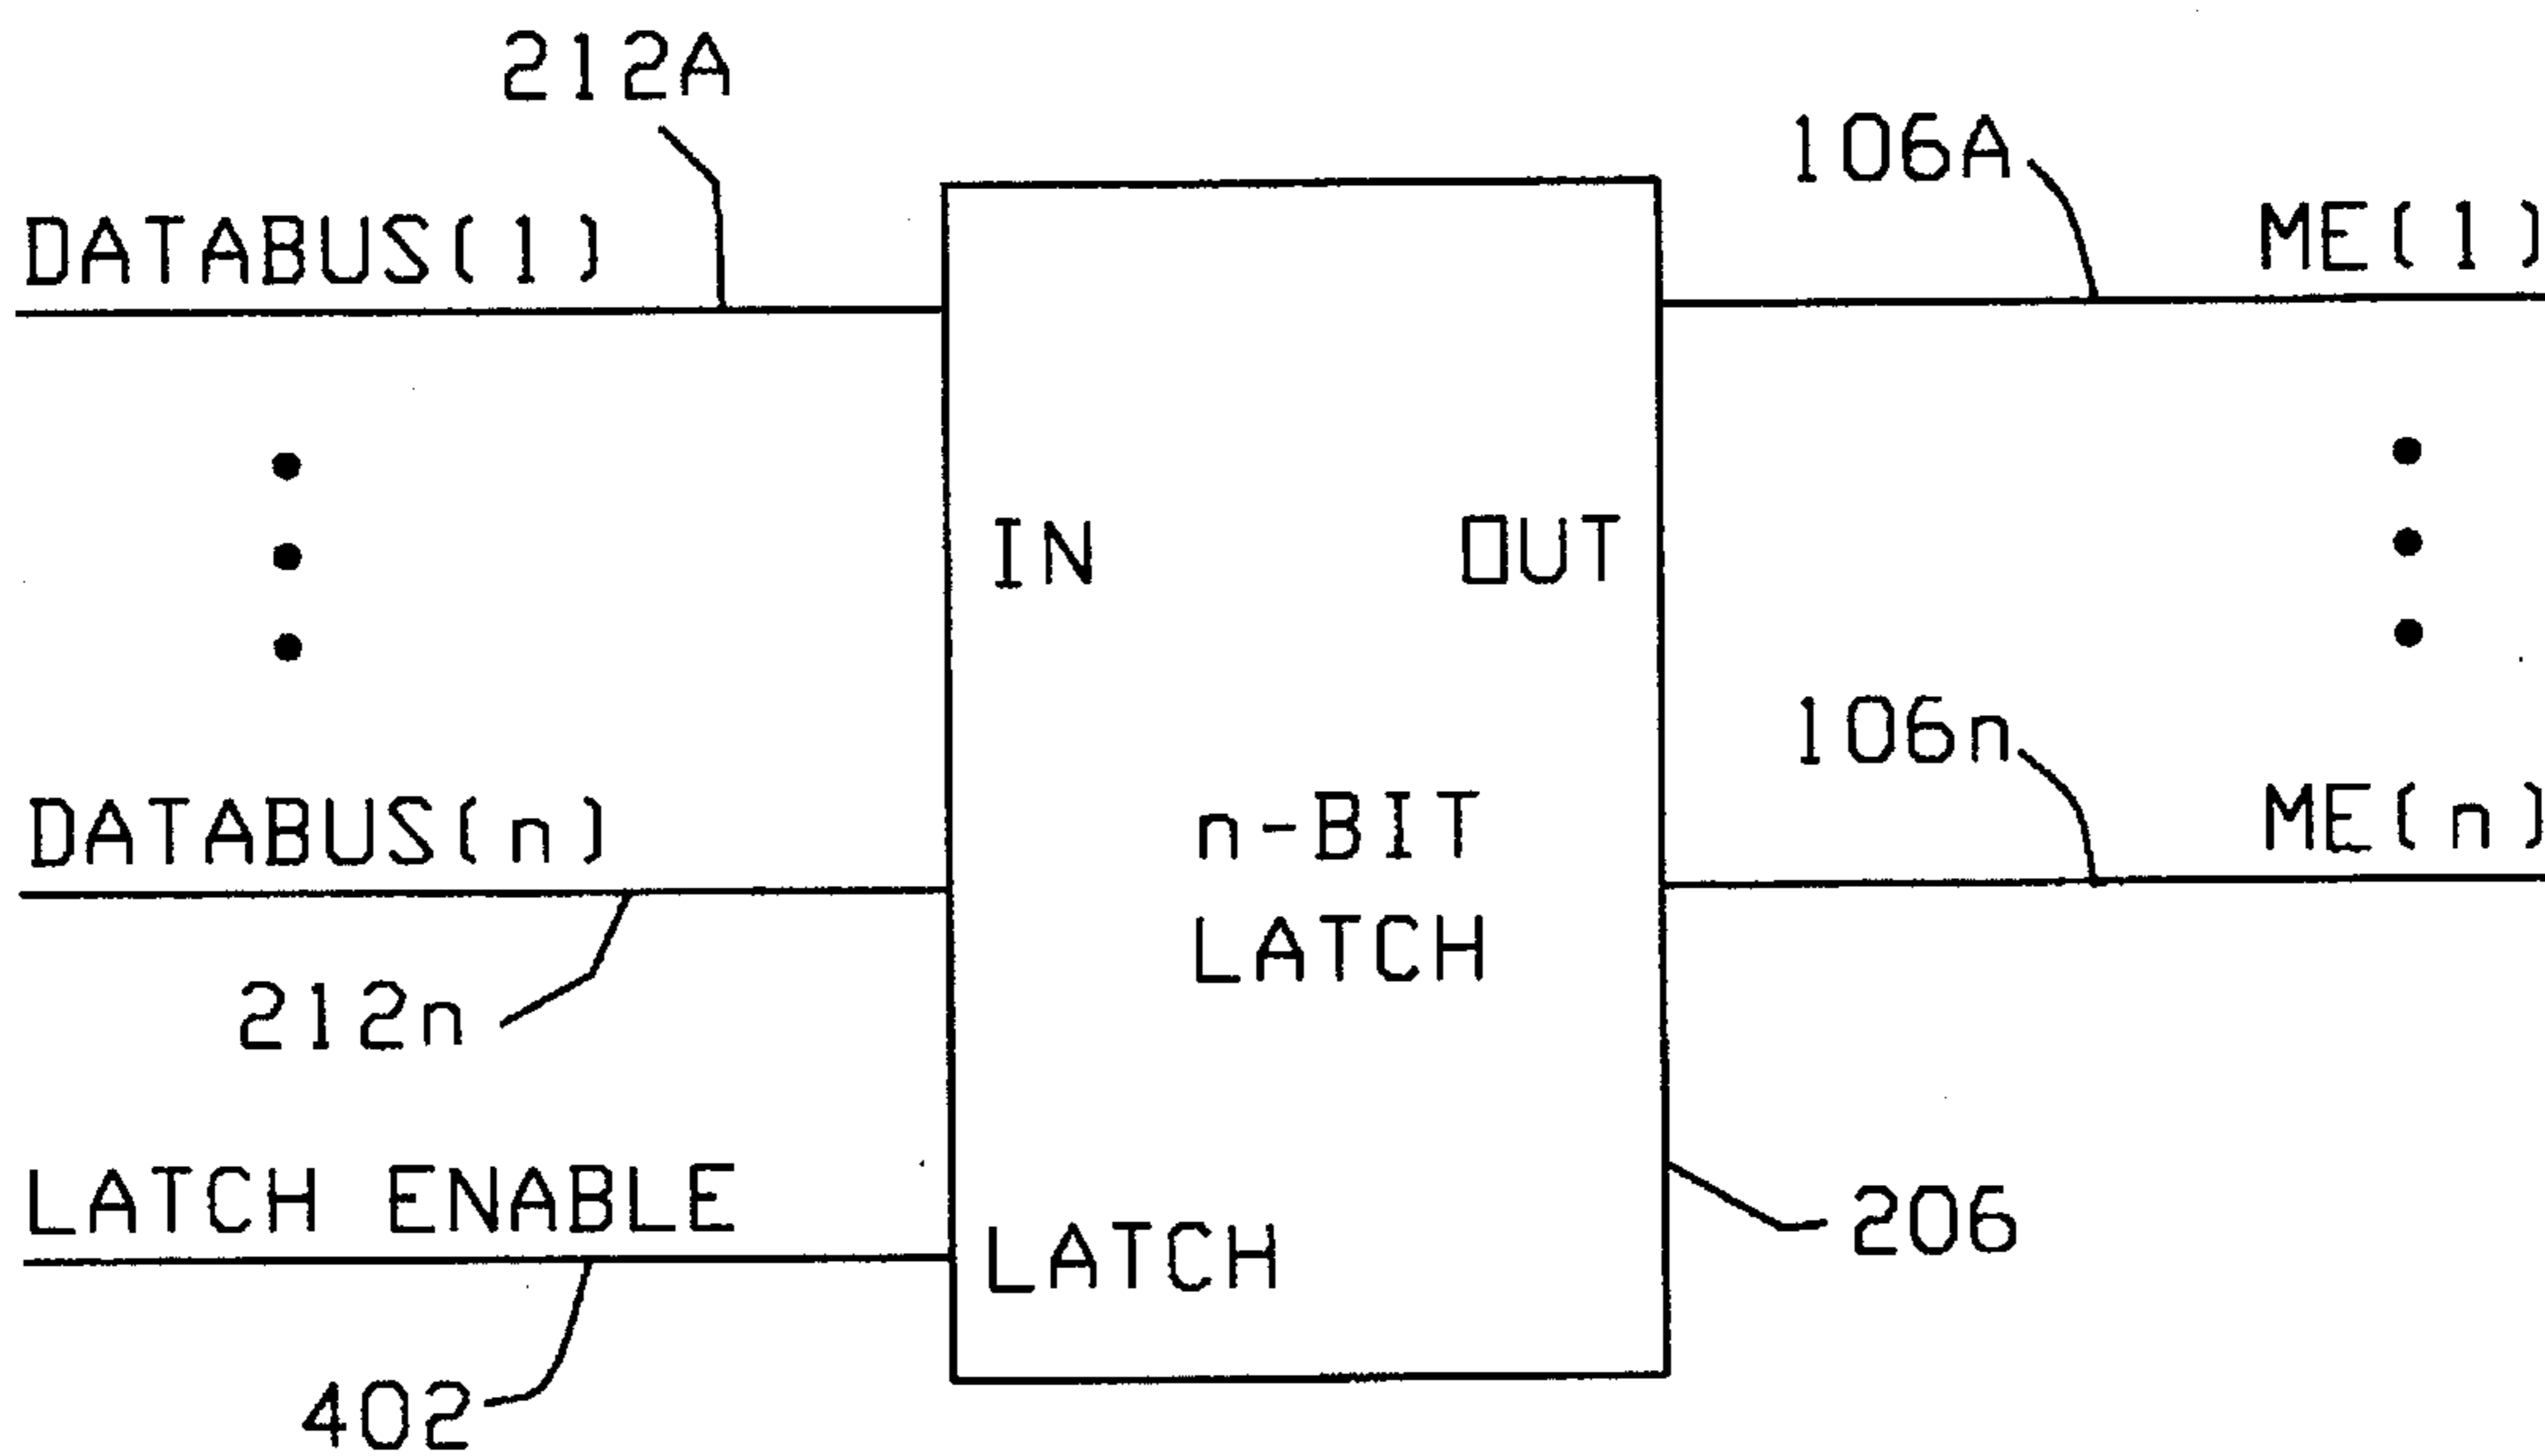 212A
106A
DATABUS(1)
ME(1)
IN
OUT
106n
DATABUS(n)
n-BIT
LATCH
ME(n)
212n
LATCH ENABLE
LATCH
206
402